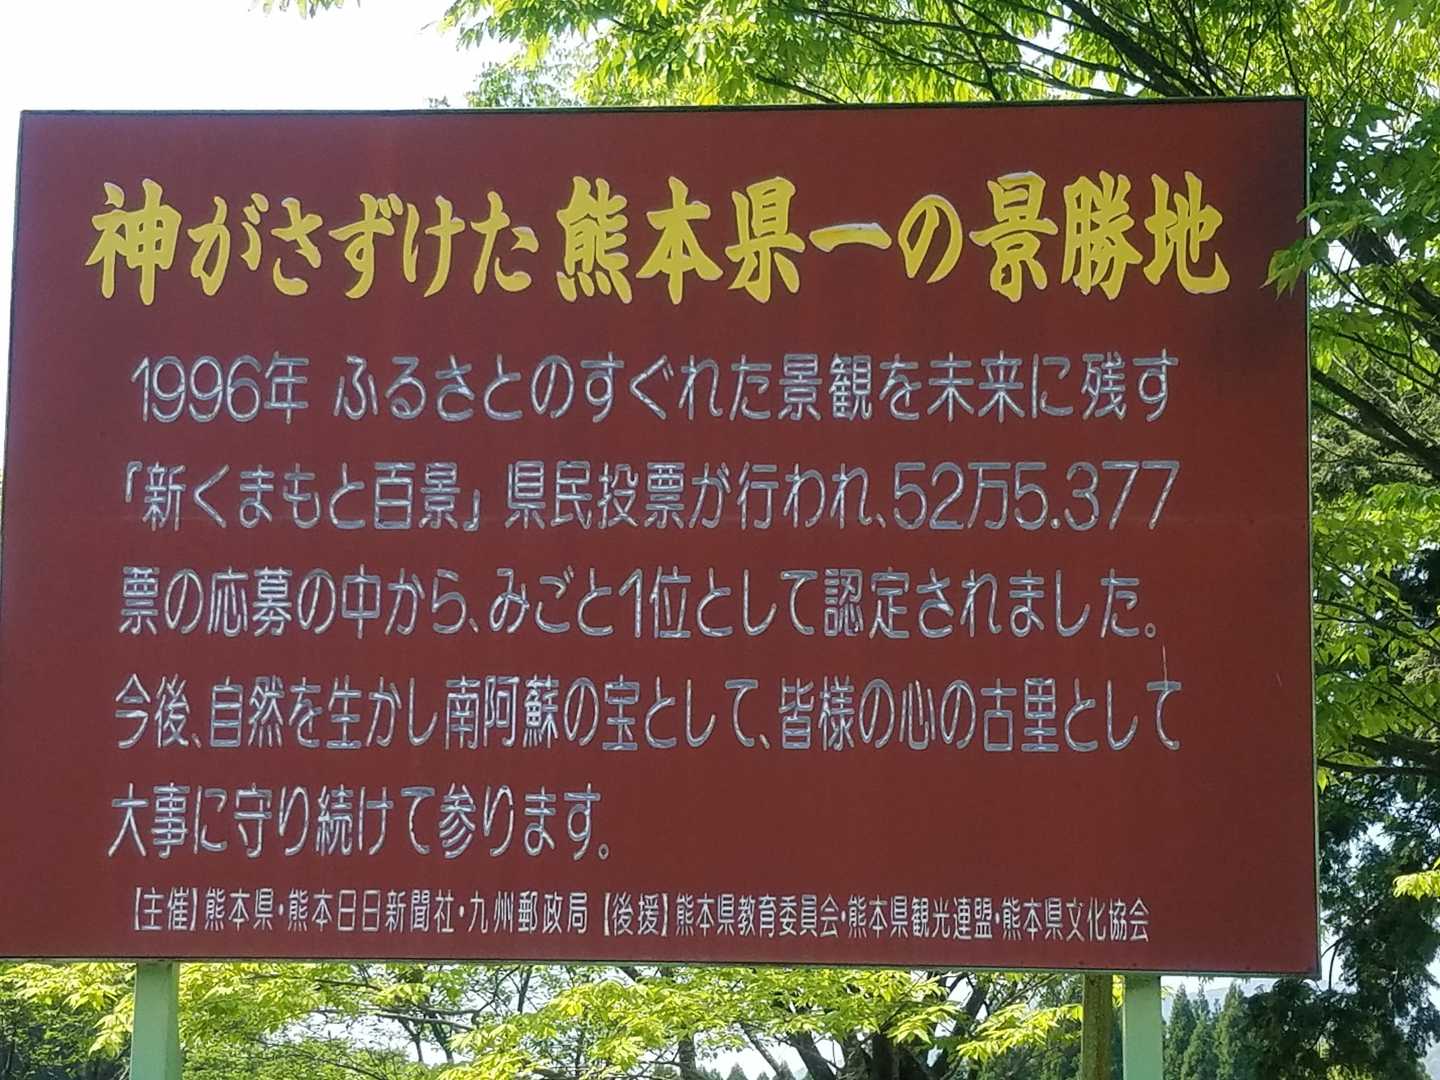 神がさずけた熊本県一の景勝地
1996年 ふるさとのすぐれた景観を未来に残す
「新くまもと百景」県民投票が行われ、52万5.377
票の応募の中から、みごと1位として認定されました。
今後、自然を生かし南阿蘇の宝として、皆様の心の古里として
大事に守り続けて参ります。
【主催】熊本県・熊本日日新聞社・九州郵政局【後援】熊本県教育委員会・熊本県観光連盟・熊本県文化協会